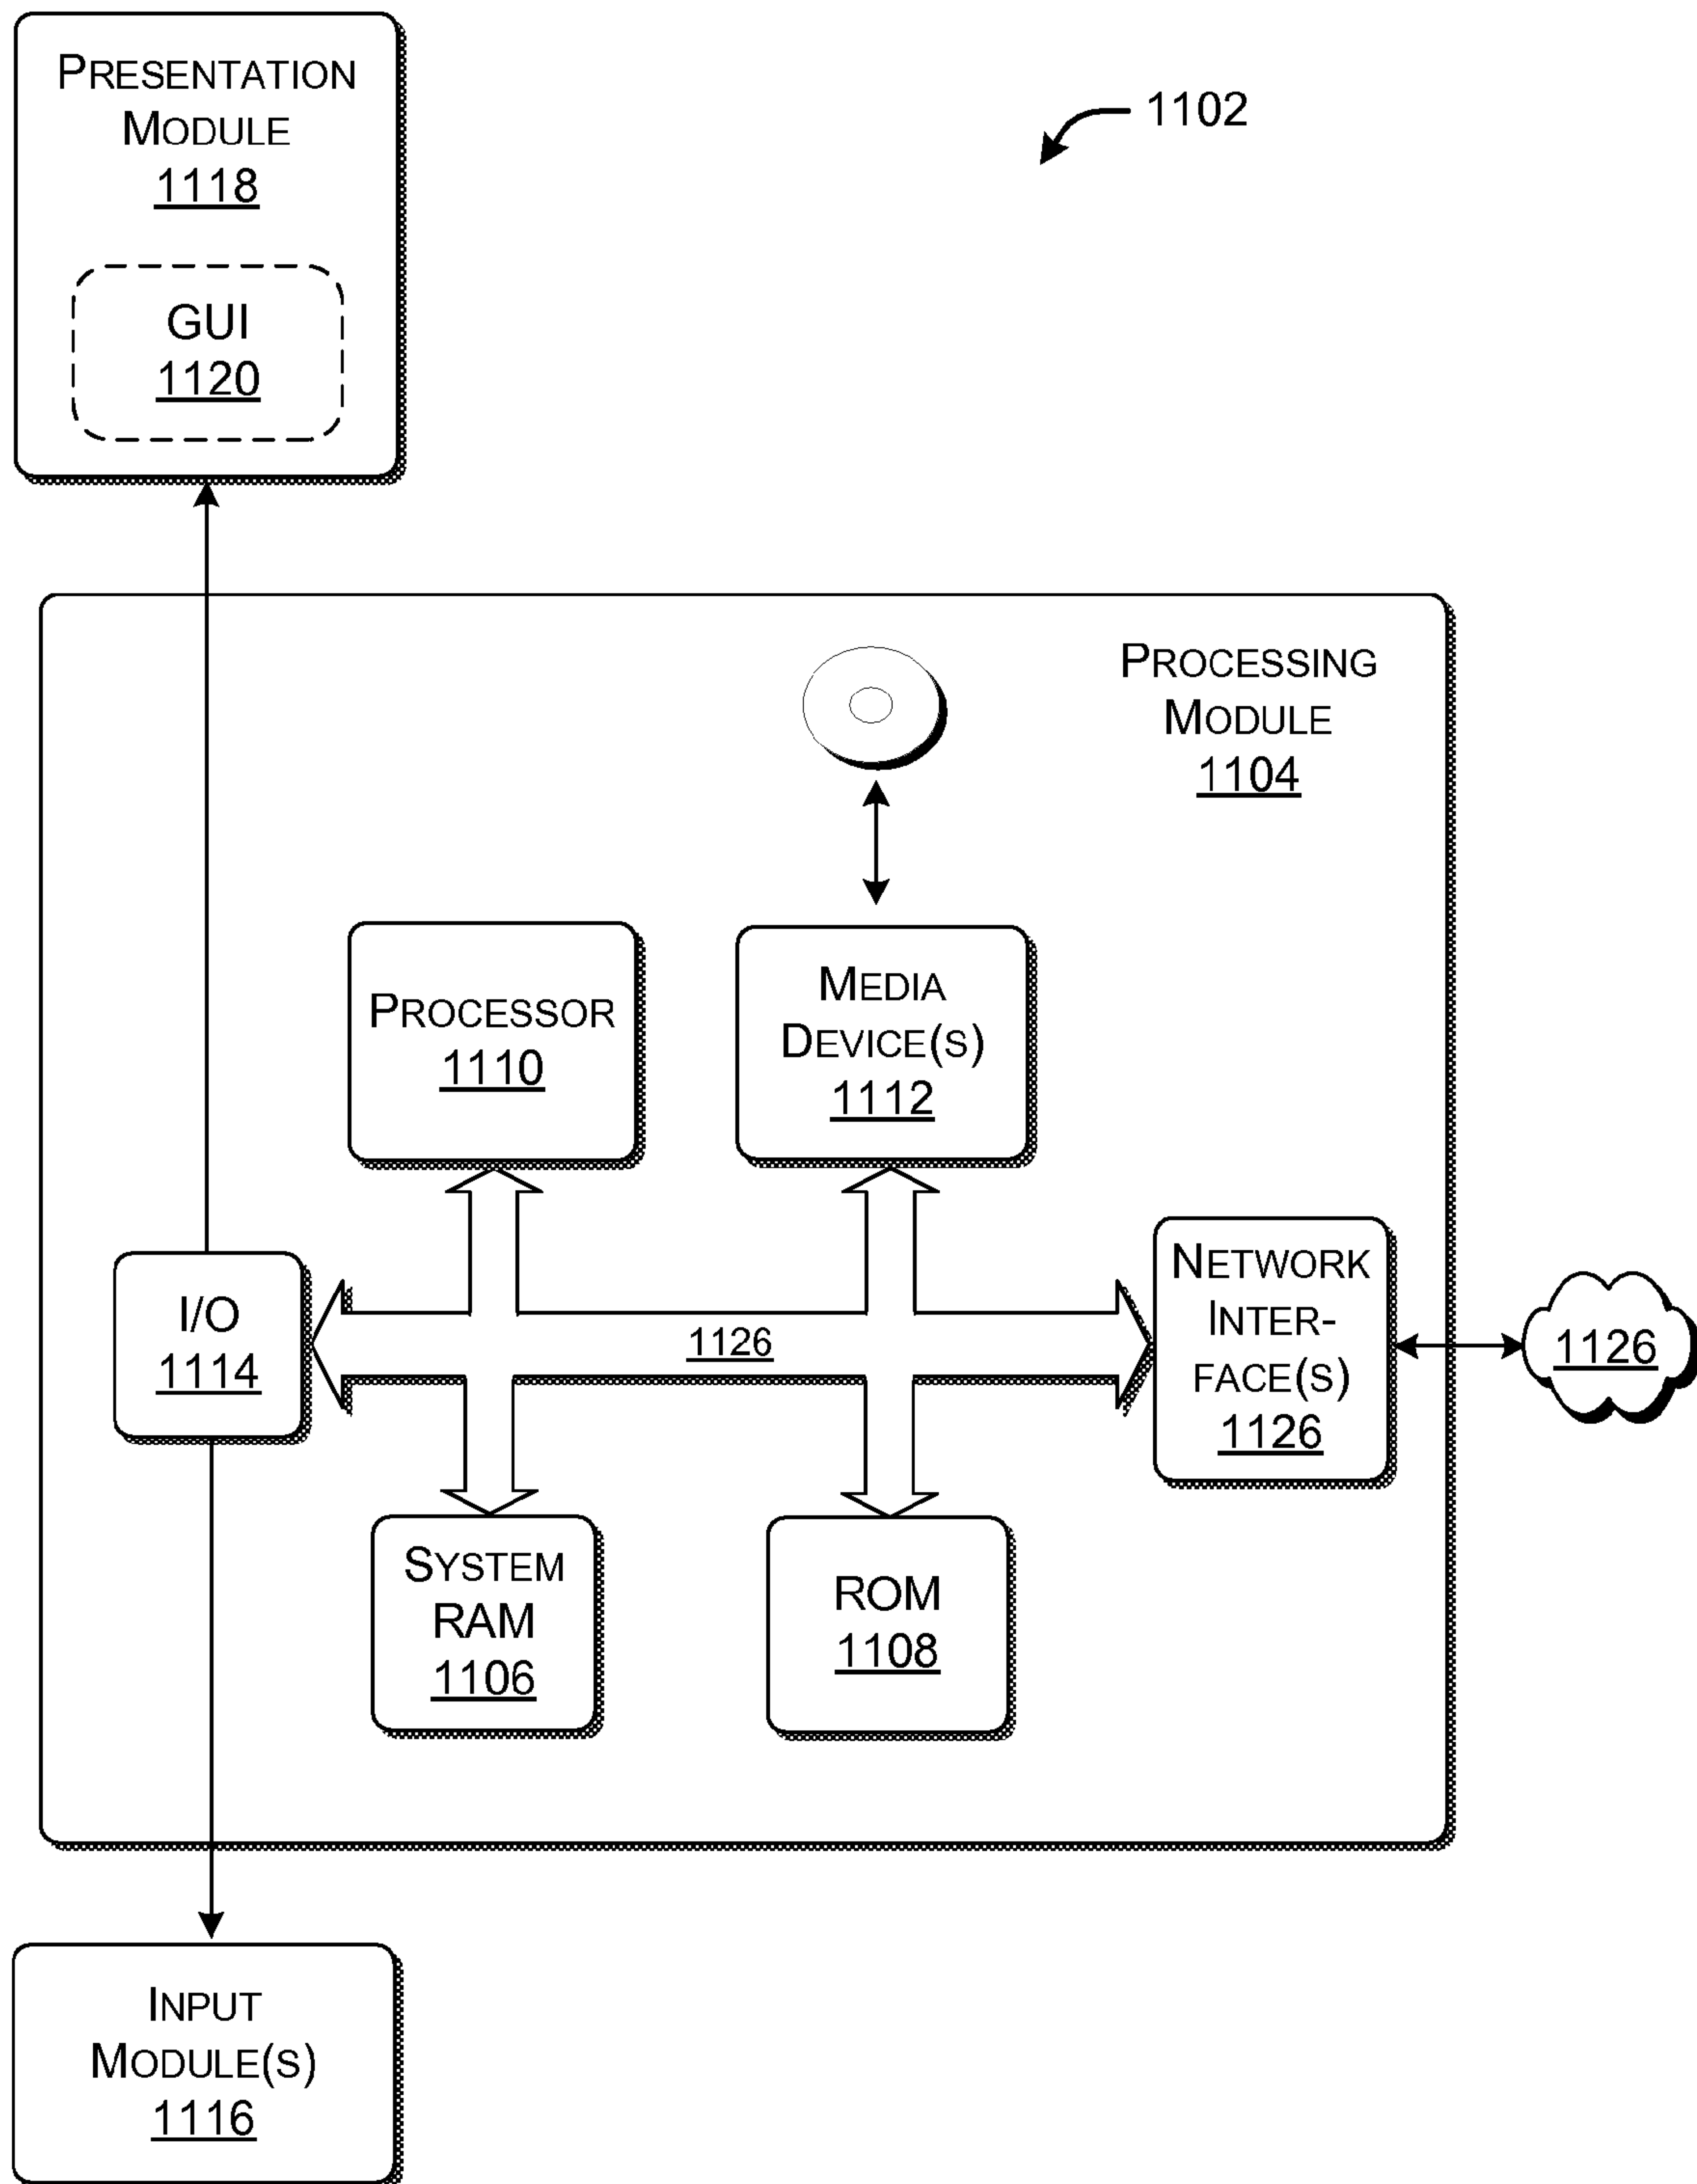 PRESENTATION
MODULE
1118
GUI
1120
1102
PROCESSING
MODULE
1104
PROCESSOR
1110
MEDIA
DEVICE(S)
1112
I/O
1114
1126
NETWORK
INTER-
FACE(S)
1126
1126
SYSTEM
RAM
1106
ROM
1108
INPUT
MODULE(S)
1116